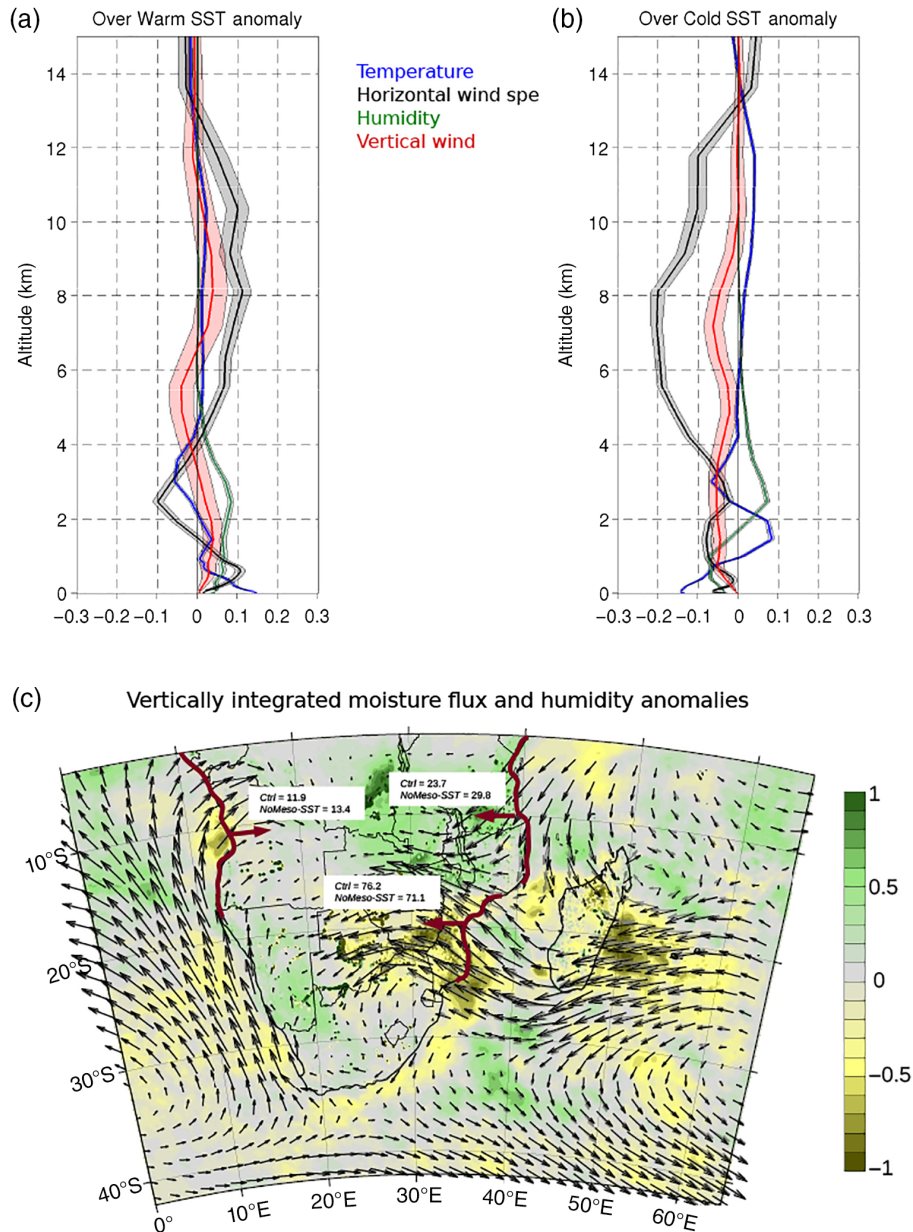 (a)
Over Warm SST anomaly
(b)
Over Cold SST anomaly
Temperature
Horizontal wind spe
Humidity
Vertical wind
Altitude (km)
14
12
10
8
6
4
2
0
−0.3 −0.2 −0.1 0 0.1 0.2 0.3
Altitude (km)
14
12
10
8
6
4
2
0
−0.3 −0.2 −0.1 0 0.1 0.2 0.3
(c)
Vertically integrated moisture flux and humidity anomalies
Ctrl = 11.9
NoMeso-SST = 13.4
Ctrl = 23.7
NoMeso-SST = 29.8
Ctrl = 76.2
NoMeso-SST = 71.1
10°S
20°S
30°S
40°S
0°
10°E
20°E
30°E
40°E
50°E
60°E
1
0.5
0
−0.5
−1